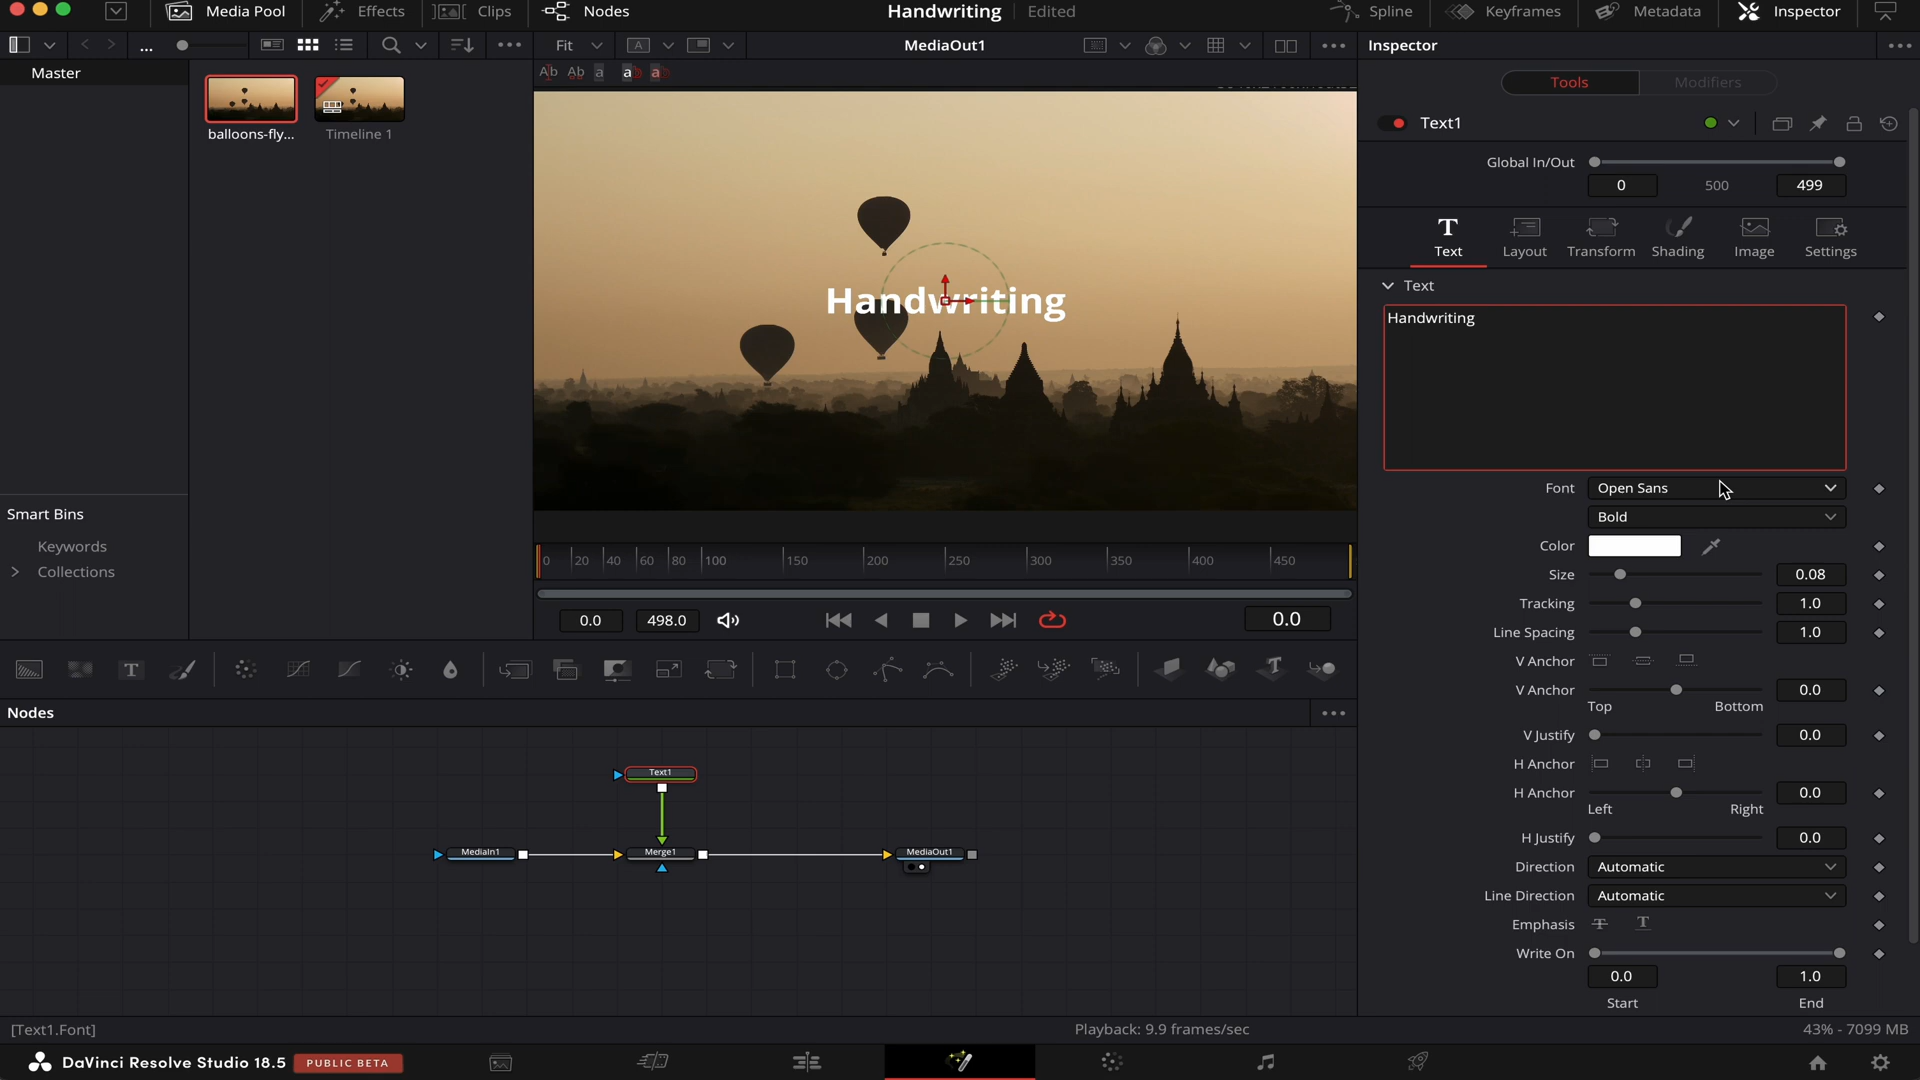 Media Pool Effects Clips Nodes Handwriting Edited Spline Keyframes Metadata Inspector
Fit A MediaOut1 Inspector
Master
balloons-fly...
Timeline 1
Tools Modifiers
Text1
Global In/Out
0 500 499
Text Layout Transform Shading Image Settings
Text
Handwriting
Handwriting
Font Open Sans
Bold
Color
Size 0.08
Tracking 1.0
Line Spacing 1.0
V Anchor
V Anchor 0.0
Top Bottom
V Justify 0.0
H Anchor
H Anchor 0.0
Left Right
H Justify 0.0
Direction Automatic
Line Direction Automatic
Emphasis
Write On
0.0 1.0
Start End
Smart Bins
Keywords
Collections
0 20 40 60 80 100 150 200 250 300 350 400 450
0.0 498.0 0.0
Nodes
Text1
MediaIn1 Merge1 MediaOut1
[Text1.Font] Playback: 9.9 frames/sec 43% - 7099 MB
DaVinci Resolve Studio 18.5 PUBLIC BETA